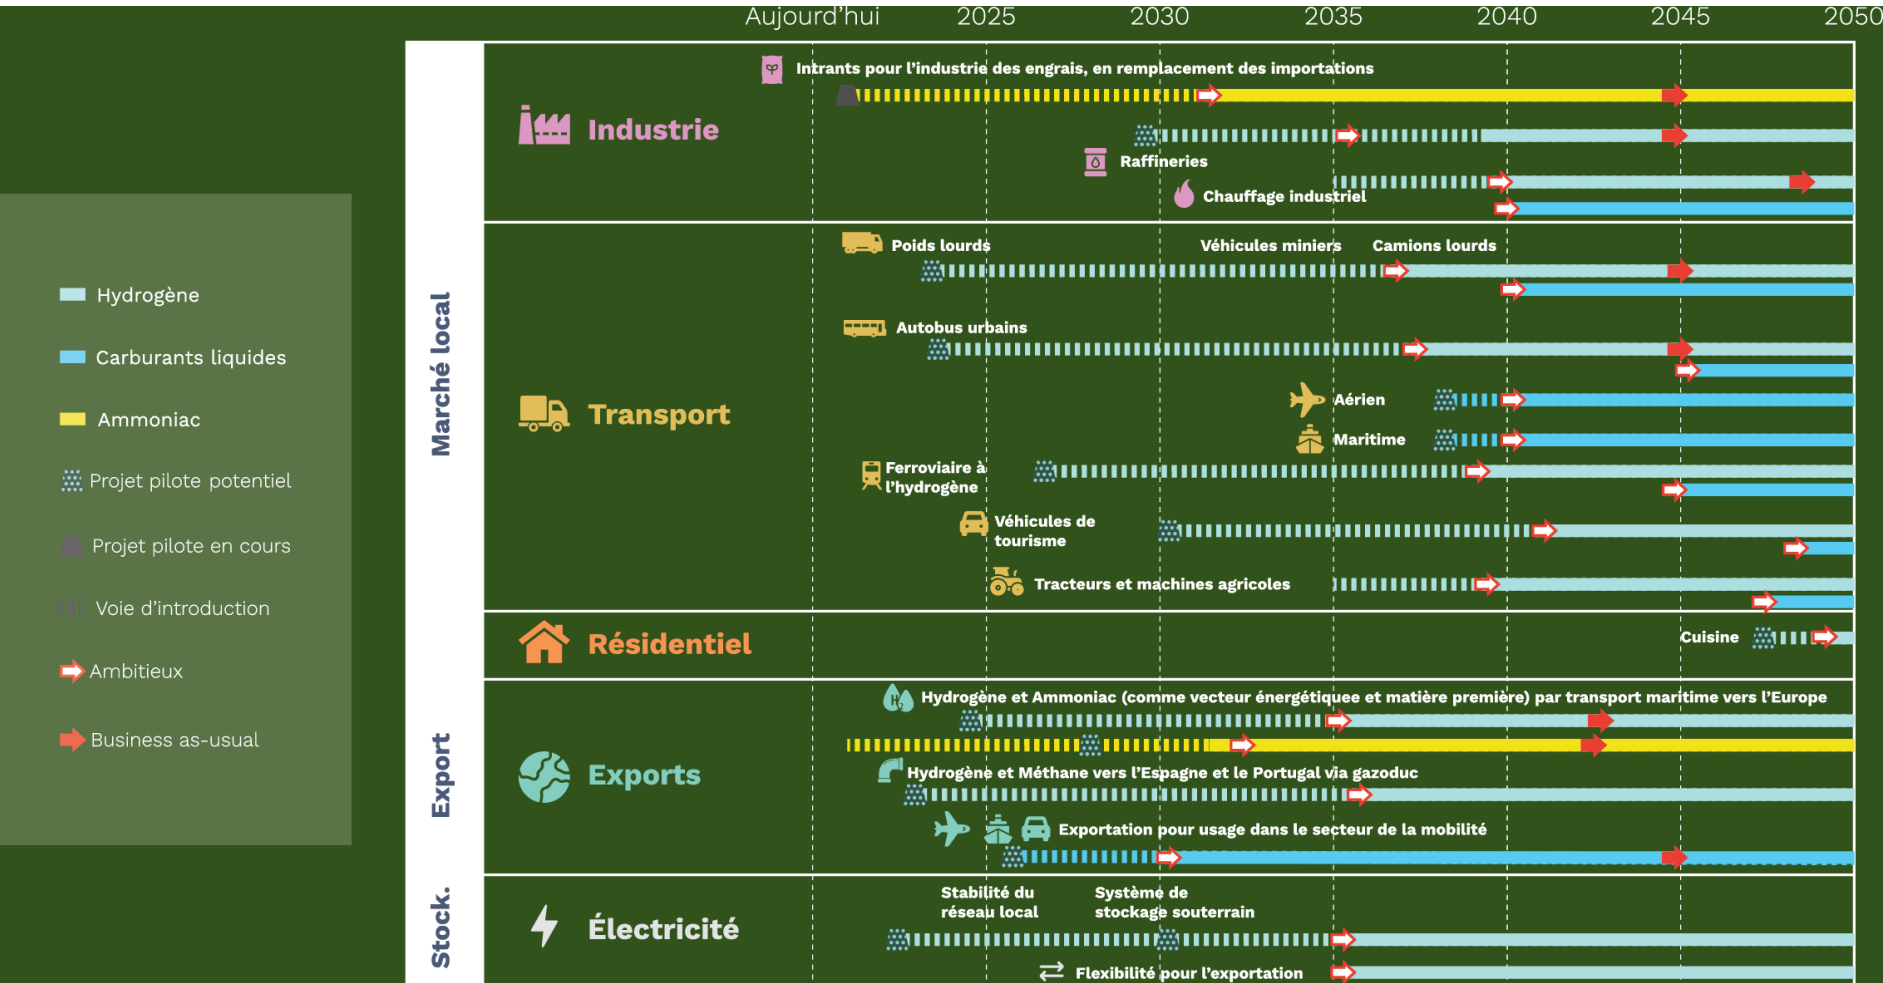 Aujourd'hui 2025 2030 2035 2040 2045 2050
Hydrogène
Carburants liquides
Ammoniac
Projet pilote potentiel
Projet pilote en cours
Voie d'introduction
Ambitieux
Business as-usual
Marché local
Export
Stock.
Industrie
Intrants pour l'industrie des engrais, en remplacement des importations
Raffineries
Chauffage industriel
Transport
Poids lourds Véhicules miniers Camions lourds
Autobus urbains
Aérien
Maritime
Ferroviaire à
l'hydrogène
Véhicules de
tourisme
Tracteurs et machines agricoles
Résidentiel
Cuisine
Exports
H2
Hydrogène et Ammoniac (comme vecteur énergétiquee et matière première) par transport maritime vers l'Europe
Hydrogène et Méthane vers l'Espagne et le Portugal via gazoduc
Exportation pour usage dans le secteur de la mobilité
Électricité
Stabilité du
réseau local
Système de
stockage souterrain
Flexibilité pour l'exportation